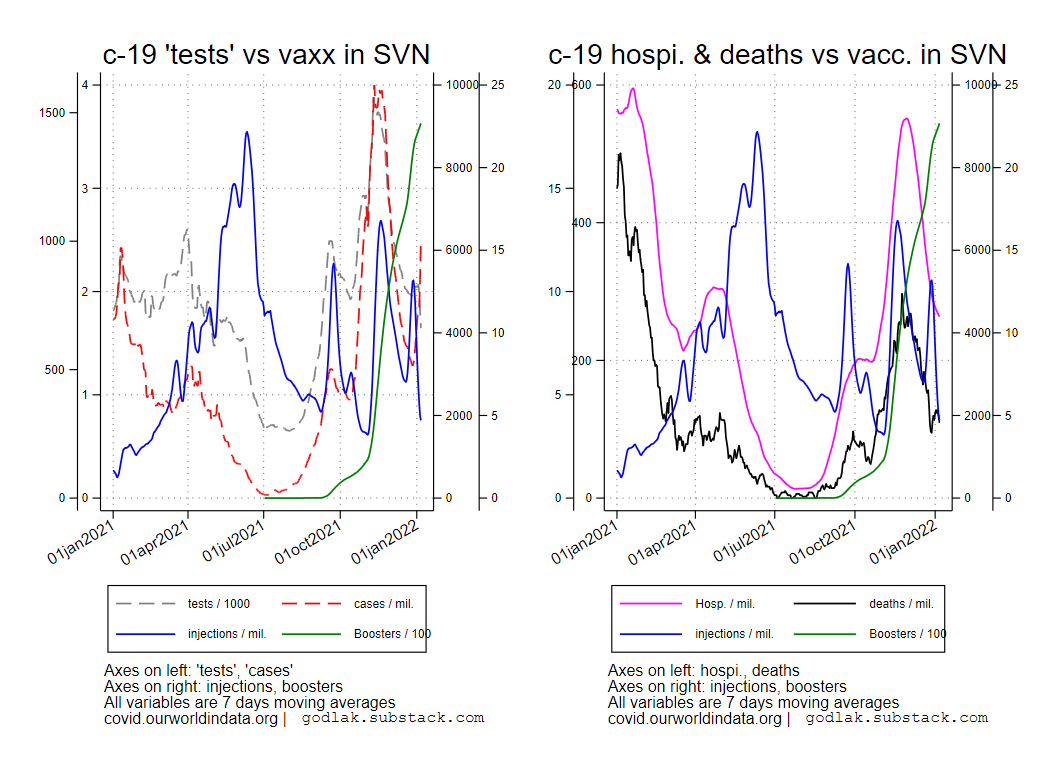 c-19 'tests' vs vaxx in SVN
4
10000
25
1500
8000
20
3
1000
6000
15
2
4000
10
500
1
2000
5
0
0
0
0
01jan2021
01apr2021
01jul2021
01oct2021
01jan2022
tests / 1000
cases / mil.
injections / mil.
Boosters / 100
Axes on left: 'tests', 'cases'
Axes on right: injections, boosters
All variables are 7 days moving averages
covid.ourworldindata.org | godlak.substack.com
c-19 hospi. & deaths vs vacc. in SVN
20
600
10000
25
8000
20
15
400
6000
15
10
4000
10
200
5
2000
5
0
0
0
0
01jan2021
01apr2021
01jul2021
01oct2021
01jan2022
Hosp. / mil.
deaths / mil.
injections / mil.
Boosters / 100
Axes on left: hospi., deaths
Axes on right: injections, boosters
All variables are 7 days moving averages
covid.ourworldindata.org | godlak.substack.com